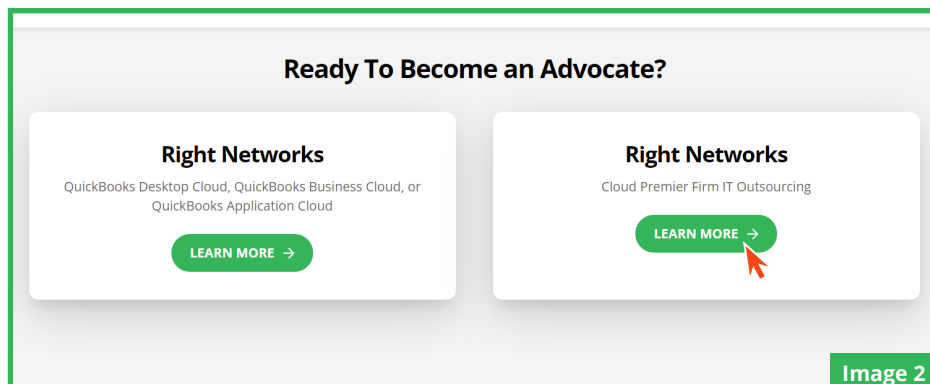 Ready To Become an Advocate?
Right Networks
QuickBooks Desktop Cloud, QuickBooks Business Cloud, or
QuickBooks Application Cloud
LEARN MORE →
Right Networks
Cloud Premier Firm IT Outsourcing
LEARN MORE →
Image 2